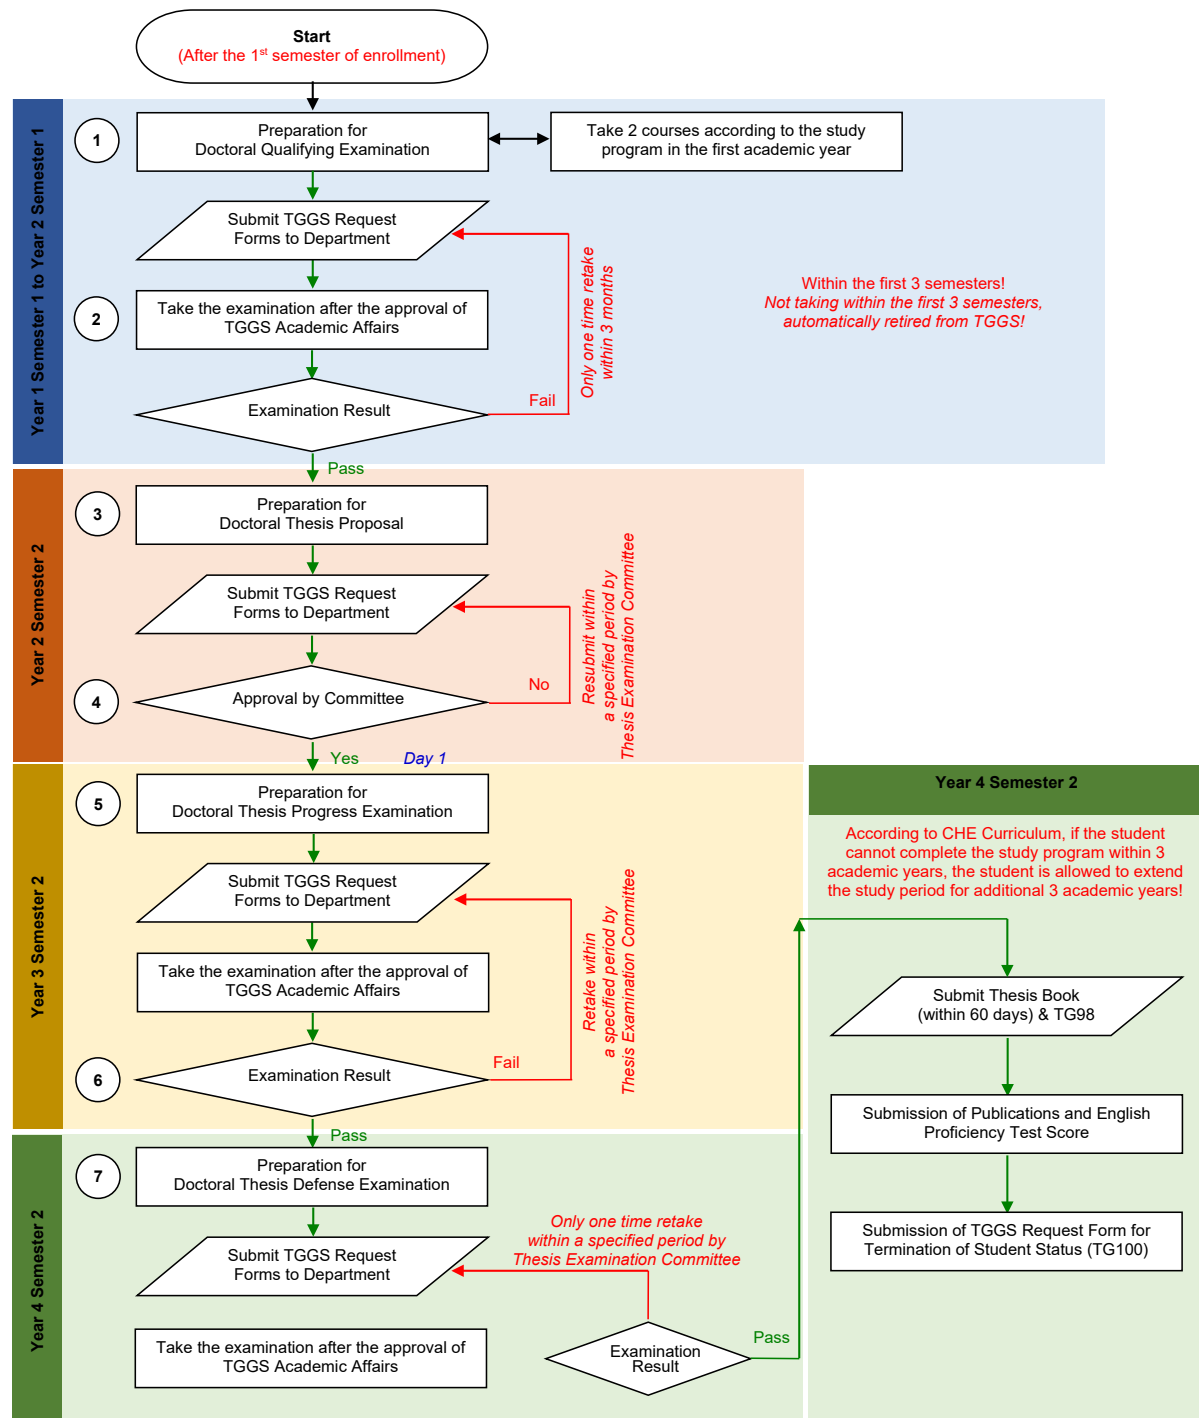 Start
(After the 1st semester of enrollment)
Year 1 Semester 1 to Year 2 Semester 1
1
Preparation for
Doctoral Qualifying Examination
Take 2 courses according to the study
program in the first academic year
Submit TGGS Request
Forms to Department
Only one time retake
within 3 months
Within the first 3 semesters!
Not taking within the first 3 semesters,
automatically retired from TGGS!
2
Take the examination after the approval of
TGGS Academic Affairs
Examination Result
Fail
Pass
Year 2 Semester 2
3
Preparation for
Doctoral Thesis Proposal
Submit TGGS Request
Forms to Department
Resubmit within
a specified period by
Thesis Examination Committee
4
Approval by Committee
No
Yes
Day 1
Year 3 Semester 2
5
Preparation for
Doctoral Thesis Progress Examination
Submit TGGS Request
Forms to Department
Retake within
a specified period by
Thesis Examination Committee
Take the examination after the approval of
TGGS Academic Affairs
6
Examination Result
Fail
Pass
Year 4 Semester 2
7
Preparation for
Doctoral Thesis Defense Examination
Submit TGGS Request
Forms to Department
Only one time retake
within a specified period by
Thesis Examination Committee
Take the examination after the approval of
TGGS Academic Affairs
Examination
Result
Pass
Year 4 Semester 2
According to CHE Curriculum, if the student
cannot complete the study program within 3
academic years, the student is allowed to extend
the study period for additional 3 academic years!
Submit Thesis Book
(within 60 days) & TG98
Submission of Publications and English
Proficiency Test Score
Submission of TGGS Request Form for
Termination of Student Status (TG100)